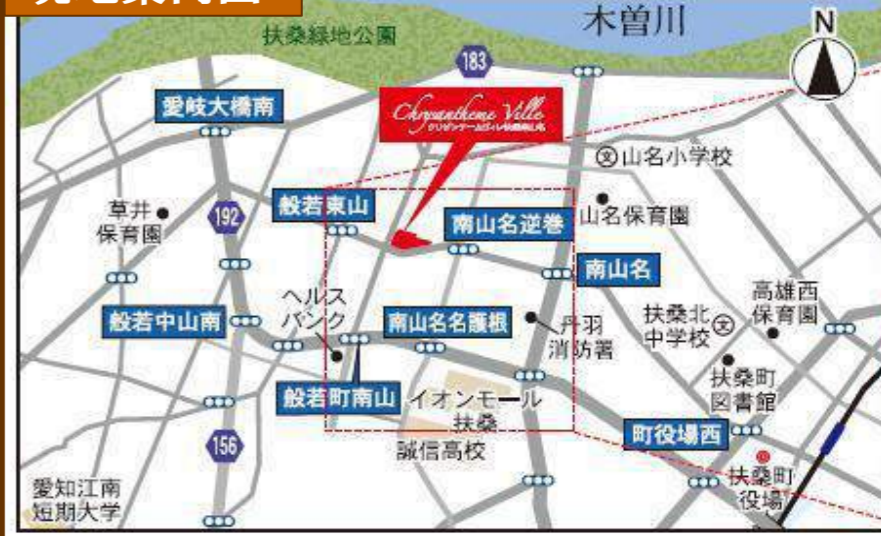 現地案内図
木曽川
N
扶桑緑地公園
183
愛岐大橋南
Chrysantheme Ville
山名小学校
般若東山
草井
保育園
192
南山名逆巻
山名保育園
南山名
ヘルス
バンク
般若中山南
南山名名護根
丹羽
消防署
扶桑北
中学校
高雄西
保育園
般若町南山
イオンモール
扶桑
扶桑町
図書館
誠信高校
町役場西
156
扶桑町
役場
愛知江南
短期大学